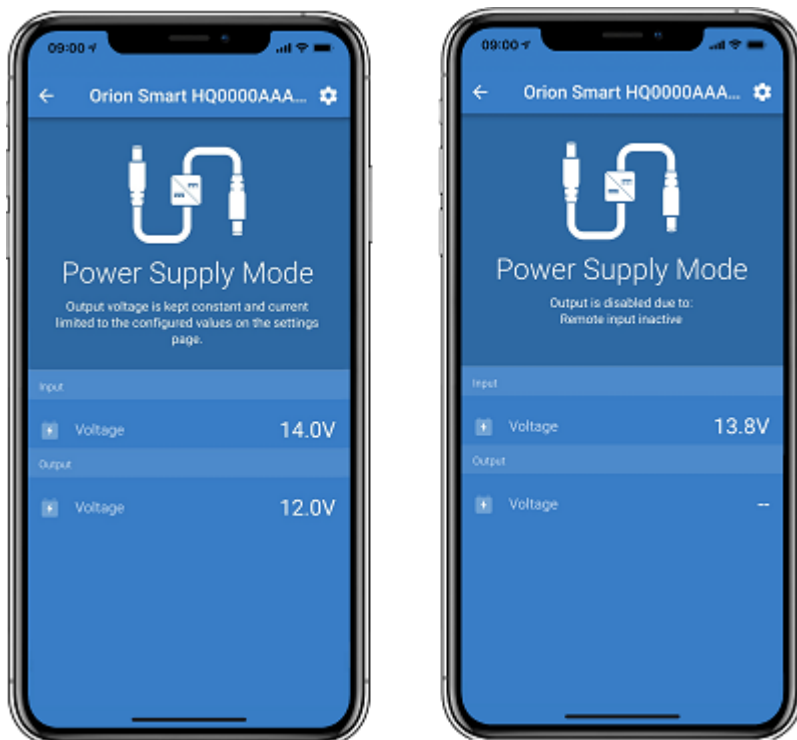 09:00
Orion Smart HQ0000AAA...
Power Supply Mode
Output voltage is kept constant and current
limited to the configured values on the settings
page.
Input
Voltage 14.0V
Output
Voltage 12.0V
09:00
Orion Smart HQ0000AAA...
Power Supply Mode
Output is disabled due to:
Remote input inactive
Input
Voltage 13.8V
Output
Voltage --